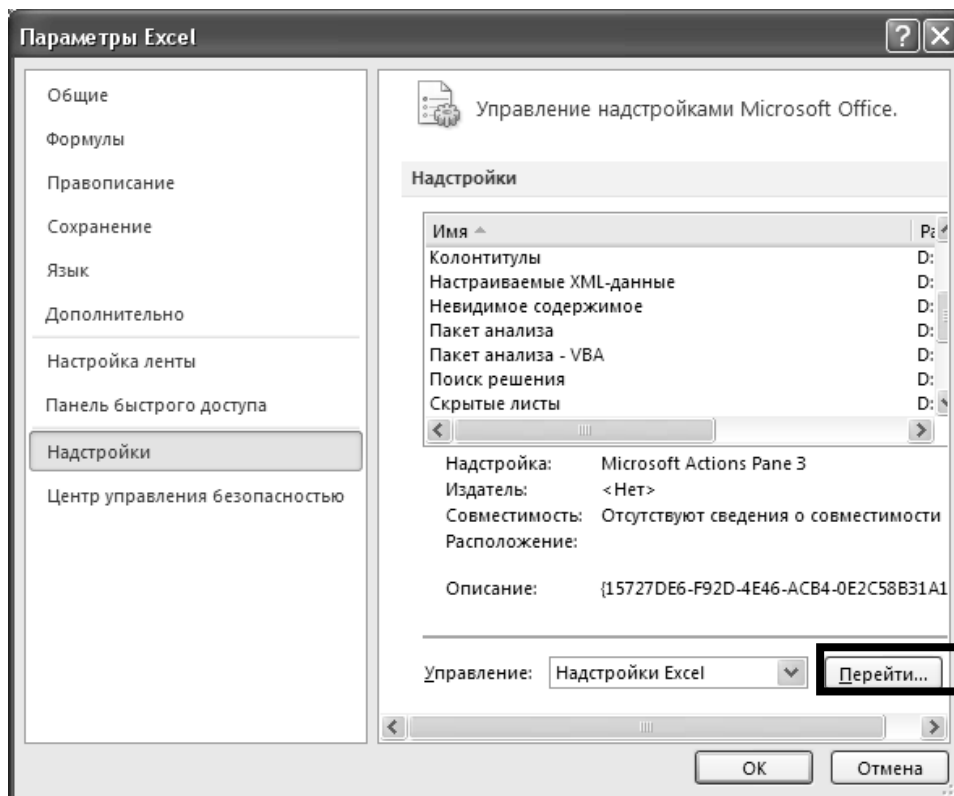 Параметры Excel
Общие
Формулы
Правописание
Сохранение
Язык
Дополнительно
Настройка ленты
Панель быстрого доступа
Надстройки
Центр управления безопасностью
Управление надстройками Microsoft Office.
Надстройки
Имя
Колонтитулы D:
Настраиваемые XML-данные D:
Невидимое содержимое D:
Пакет анализа D:
Пакет анализа - VBA D:
Поиск решения D:
Скрытые листы D:
Надстройка: Microsoft Actions Pane 3
Издатель: <Нет>
Совместимость: Отсутствуют сведения о совместимости
Расположение:
Описание: {15727DE6-F92D-4E46-ACB4-0E2C58B31A1
Управление: Надстройки Excel Перейти...
ОК Отмена